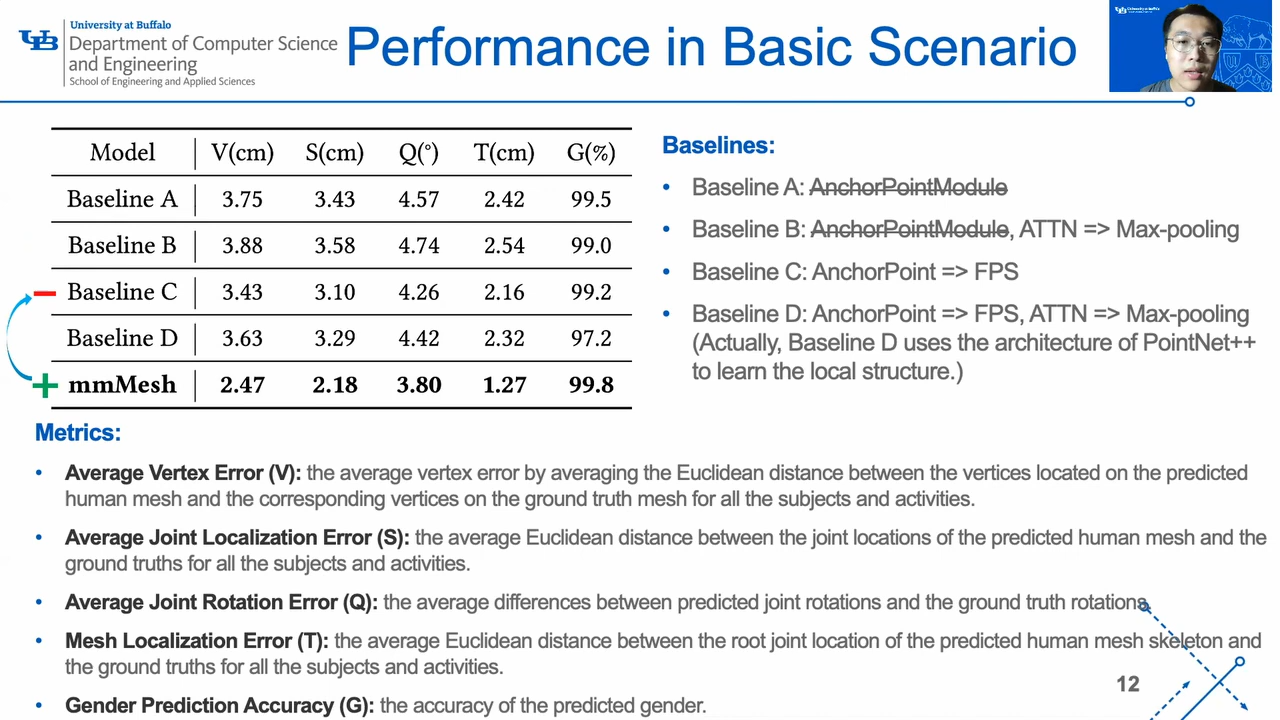 University at Buffalo
Department of Computer Science
and Engineering
School of Engineering and Applied Sciences
Performance in Basic Scenario
Model V(cm) S(cm) Q(°) T(cm) G(%)
Baseline A 3.75 3.43 4.57 2.42 99.5
Baseline B 3.88 3.58 4.74 2.54 99.0
Baseline C 3.43 3.10 4.26 2.16 99.2
Baseline D 3.63 3.29 4.42 2.32 97.2
mmMesh 2.47 2.18 3.80 1.27 99.8
Baselines:
• Baseline A: AnchorPointModule
• Baseline B: AnchorPointModule, ATTN => Max-pooling
• Baseline C: AnchorPoint => FPS
• Baseline D: AnchorPoint => FPS, ATTN => Max-pooling
(Actually, Baseline D uses the architecture of PointNet++
to learn the local structure.)
Metrics:
• Average Vertex Error (V): the average vertex error by averaging the Euclidean distance between the vertices located on the predicted
human mesh and the corresponding vertices on the ground truth mesh for all the subjects and activities.
• Average Joint Localization Error (S): the average Euclidean distance between the joint locations of the predicted human mesh and the
ground truths for all the subjects and activities.
• Average Joint Rotation Error (Q): the average differences between predicted joint rotations and the ground truth rotations.
• Mesh Localization Error (T): the average Euclidean distance between the root joint location of the predicted human mesh skeleton and
the ground truths for all the subjects and activities.
• Gender Prediction Accuracy (G): the accuracy of the predicted gender.
12